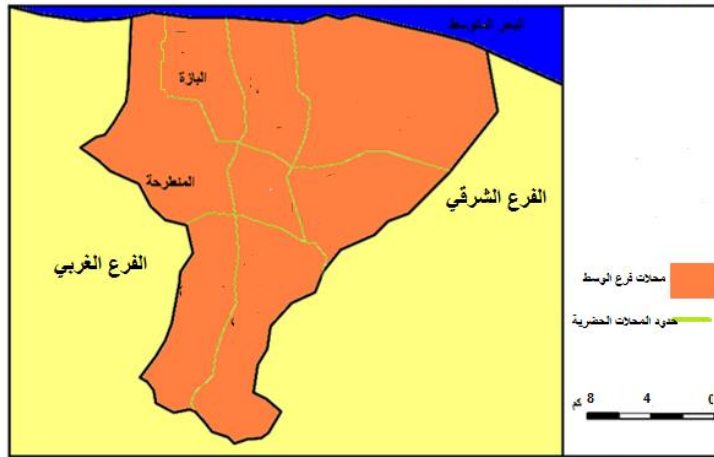 البحر المتوسط
البازة
المنطرحة
الفرع الشرقي
الفرع الغربي
محلات فرع الوسط
حدود المحلات الحضرية
كم 8 4 0